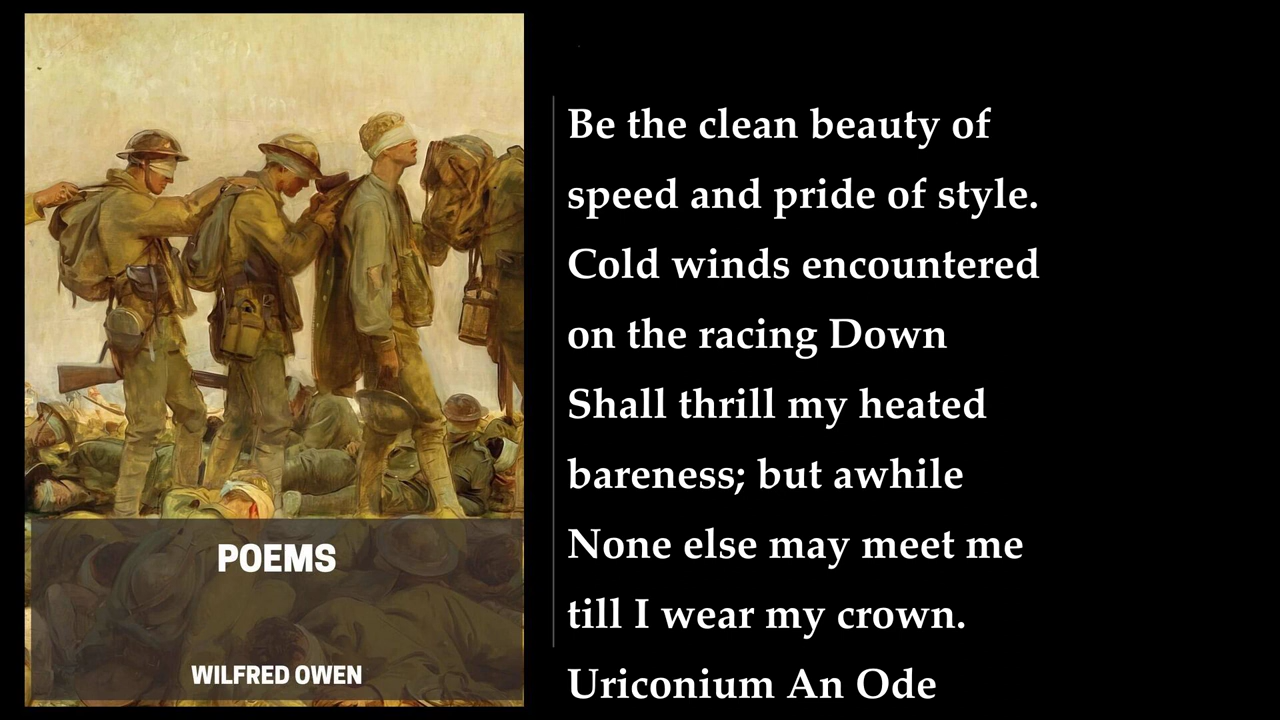 POEMS
WILFRED OWEN
Be the clean beauty of
speed and pride of style.
Cold winds encountered
on the racing Down
Shall thrill my heated
bareness; but awhile
None else may meet me
till I wear my crown.
Uriconium An Ode